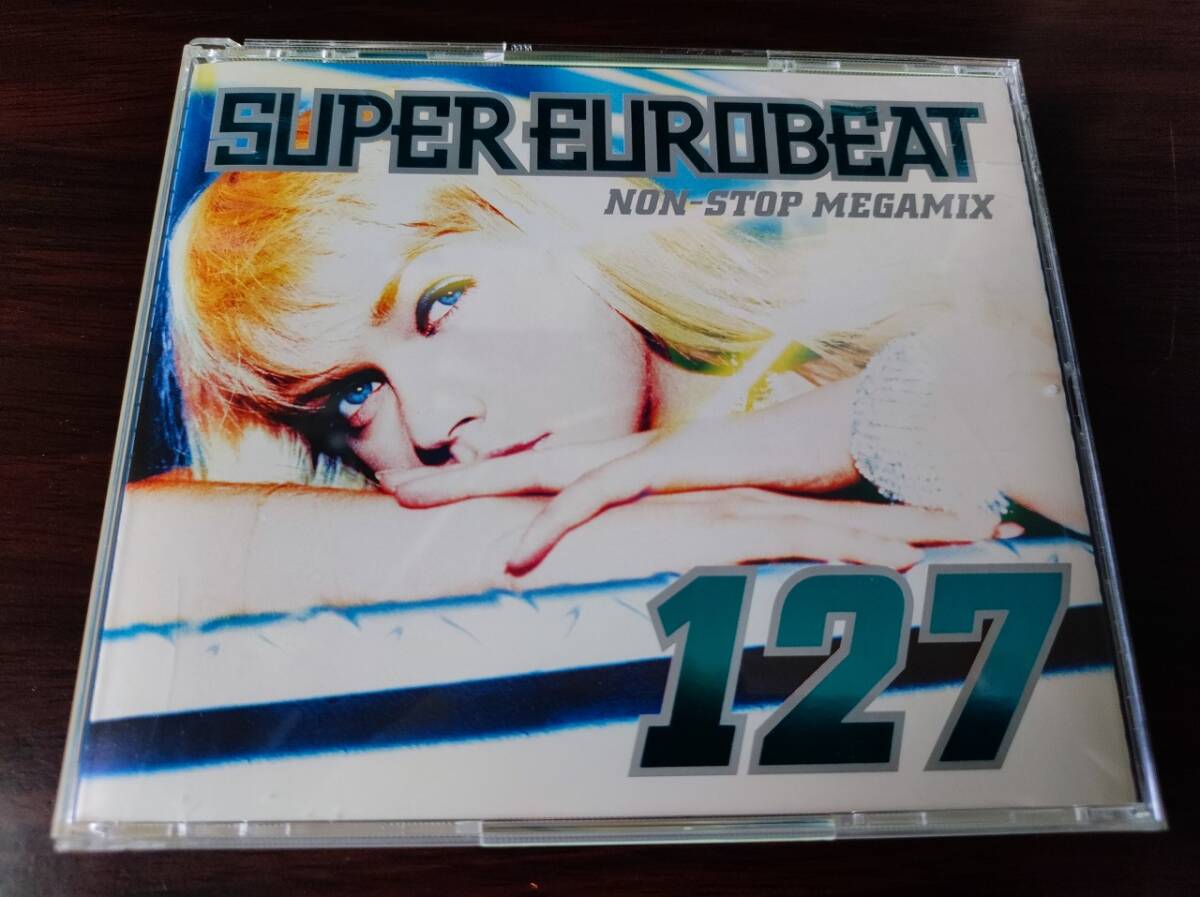 SUPER EUROBEAT
NON-STOP MEGAMIX
127